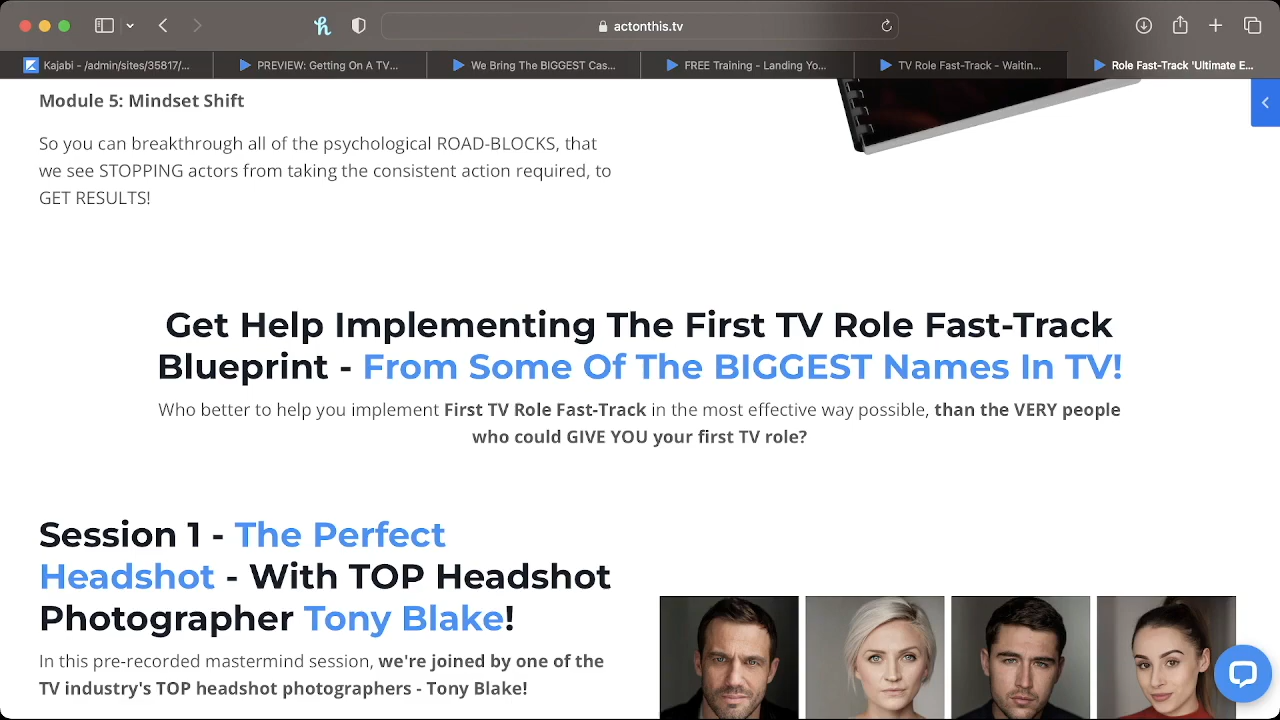 actonthis.tv
Kajabi - /admin/sites/35817/...
PREVIEW: Getting On A TV...
We Bring The BIGGEST Cas...
FREE Training - Landing Yo...
TV Role Fast-Track - Waitin...
Role Fast-Track 'Ultimate E...
Module 5: Mindset Shift
So you can breakthrough all of the psychological ROAD-BLOCKS, that
we see STOPPING actors from taking the consistent action required, to
GET RESULTS!
Get Help Implementing The First TV Role Fast-Track
Blueprint - From Some Of The BIGGEST Names In TV!
Who better to help you implement First TV Role Fast-Track in the most effective way possible, than the VERY people
who could GIVE YOU your first TV role?
Session 1 - The Perfect
Headshot - With TOP Headshot
Photographer Tony Blake!
In this pre-recorded mastermind session, we're joined by one of the
TV industry's TOP headshot photographers - Tony Blake!